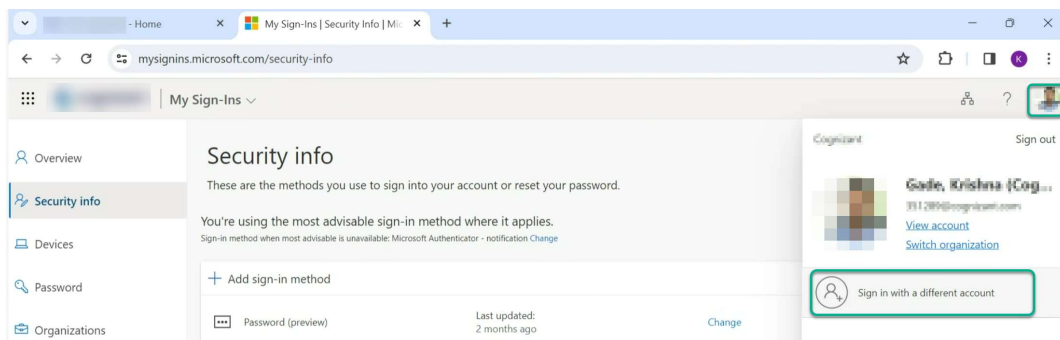 - Home
My Sign-Ins | Security Info | Mic
mysignins.microsoft.com/security-info
K
My Sign-Ins
?
Overview
Security info
Devices
Password
Organizations
Security info
These are the methods you use to sign into your account or reset your password.
You're using the most advisable sign-in method where it applies.
Sign-in method when most advisable is unavailable: Microsoft Authenticator - notification Change
+ Add sign-in method
Password (preview)
Last updated:
2 months ago
Change
Sign out
View account
Switch organization
Sign in with a different account